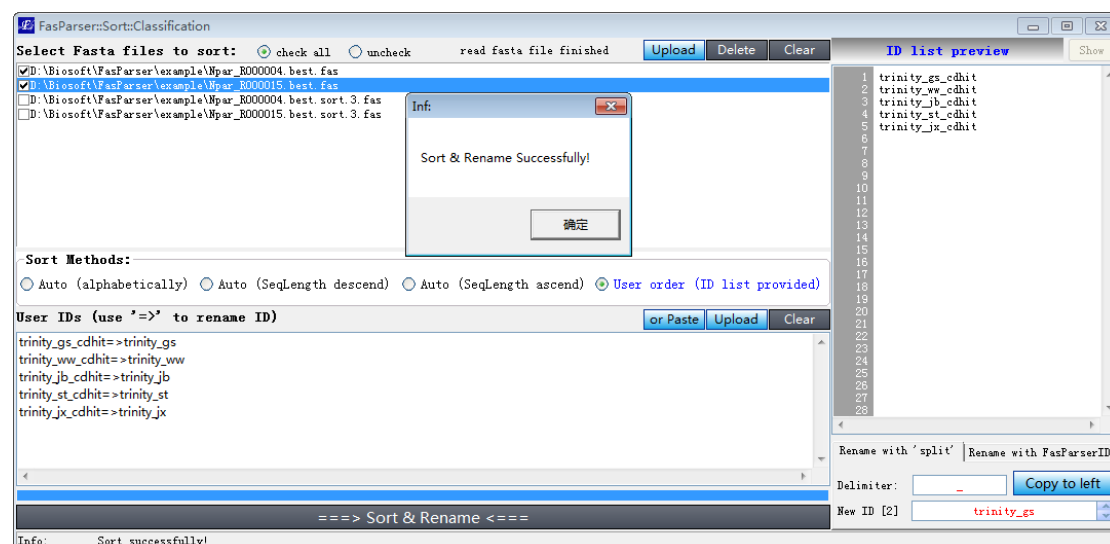 FasParser::Sort::Classification
Select Fasta files to sort: check all uncheck read fasta file finished Upload Delete Clear
D:\Biosoft\FasParser\example\Npar_R000004.best.fas
D:\Biosoft\FasParser\example\Npar_R000015.best.fas
D:\Biosoft\FasParser\example\Npar_R000004.best.sort.3.fas
D:\Biosoft\FasParser\example\Npar_R000015.best.sort.3.fas
Inf:
Sort & Rename Successfully!
确定
Sort Methods:
Auto (alphabetically) Auto (SeqLength descend) Auto (SeqLength ascend) User order (ID list provided)
User IDs (use '=>' to rename ID) or Paste Upload Clear
trinity_gs_cdhit=>trinity_gs
trinity_ww_cdhit=>trinity_ww
trinity_jb_cdhit=>trinity_jb
trinity_st_cdhit=>trinity_st
trinity_jx_cdhit=>trinity_jx
===> Sort & Rename <===
Info: Sort successfully!
ID list preview Show
1 trinity_gs_cdhit
2 trinity_ww_cdhit
3 trinity_jb_cdhit
4 trinity_st_cdhit
5 trinity_jx_cdhit
6
7
8
9
10
11
12
13
14
15
16
17
18
19
20
21
22
23
24
25
26
27
28
Rename with 'split' Rename with FasParserID
Delimiter: _ Copy to left
New ID [2] trinity_gs